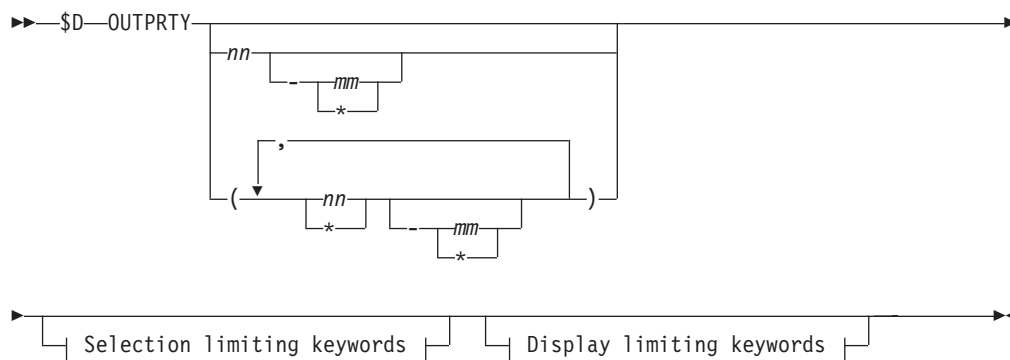 $D OUTPRTY
nn
- mm
*
,
( nn )
*
- mm
*
Selection limiting keywords Display limiting keywords